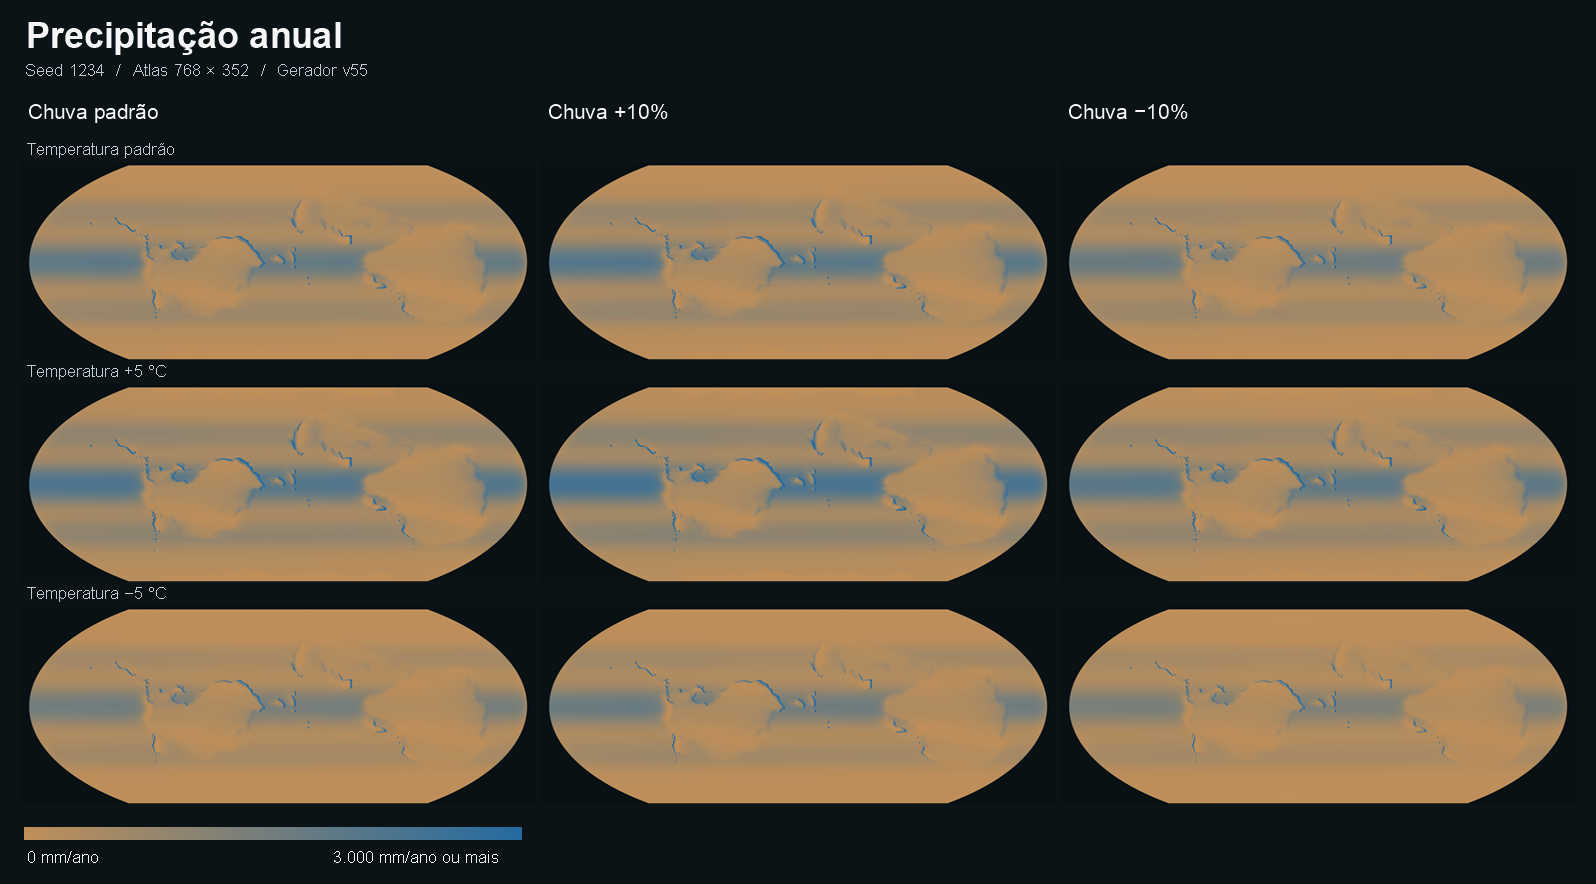 Precipitação anual
Seed 1234 / Atlas 768 × 352 / Gerador v55
Chuva padrão
Chuva +10%
Chuva −10%
Temperatura padrão
Temperatura +5 °C
Temperatura −5 °C
0 mm/ano
3.000 mm/ano ou mais